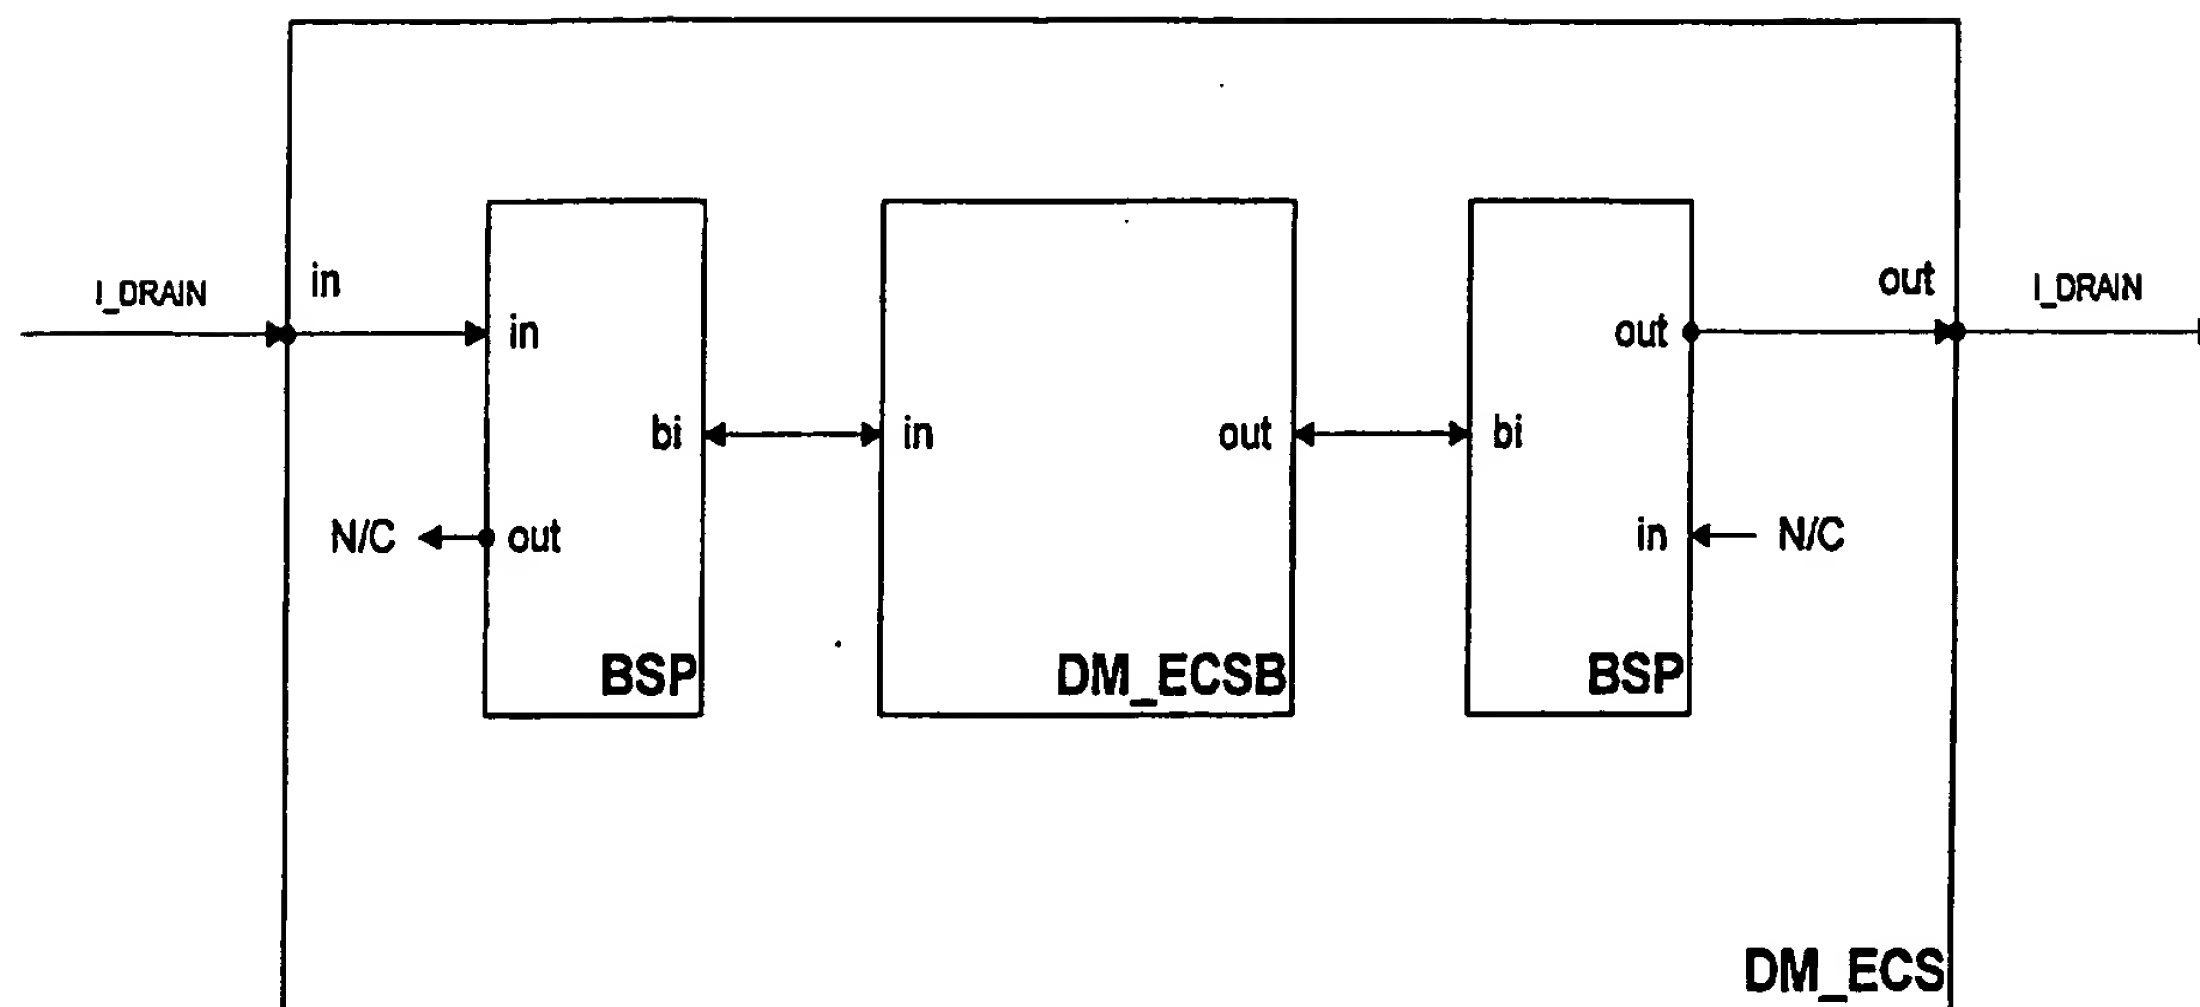 I_DRAIN
in
out
I_DRAIN
in
out
bi
in
out
bi
N/C
out
in
N/C
BSP
DM_ECSB
BSP
DM_ECS